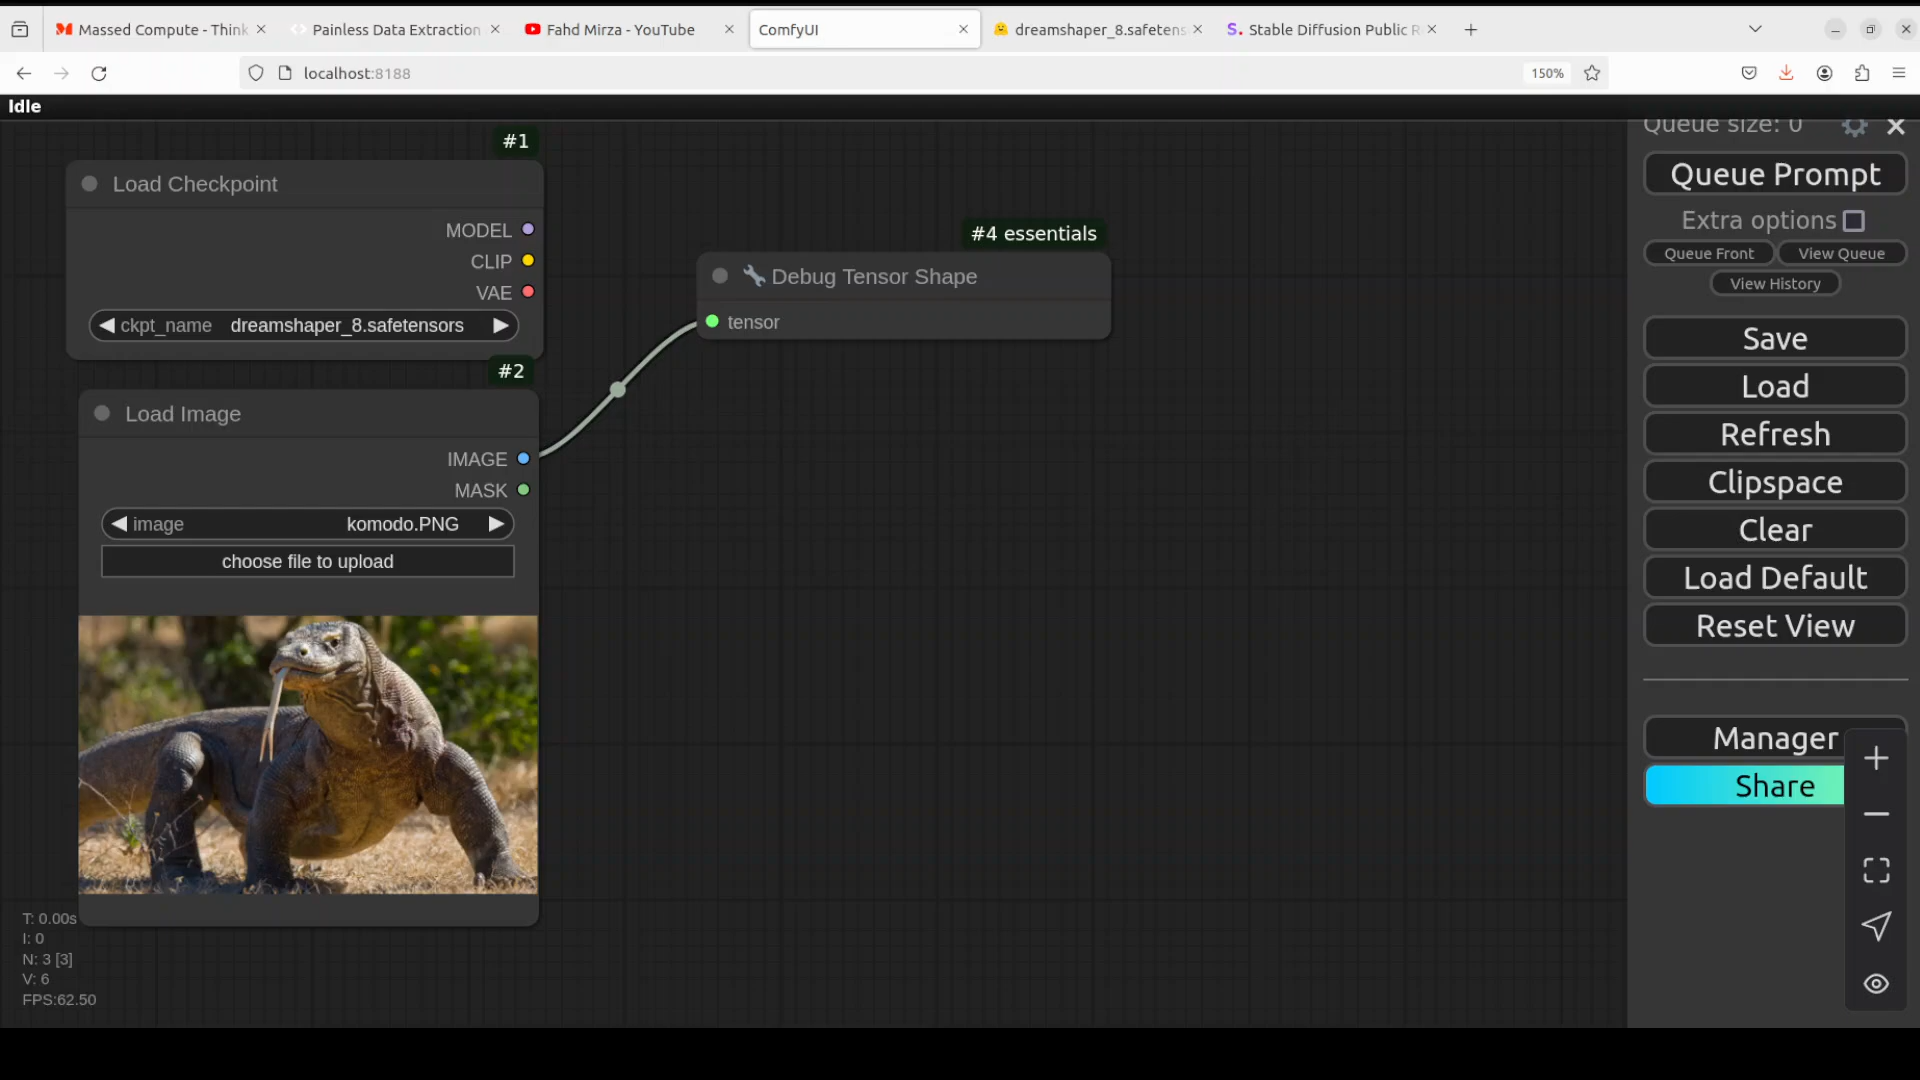 Massed Compute - Think
Painless Data Extraction
Fahd Mirza - YouTube
ComfyUI
dreamshaper_8.safetens
S. Stable Diffusion Public R
localhost:8188
150%
Idle
#1
Load Checkpoint
MODEL
CLIP
VAE
ckpt_name dreamshaper_8.safetensors
#2
Load Image
IMAGE
MASK
image komodo.PNG
choose file to upload
#4 essentials
Debug Tensor Shape
tensor
Queue size: 0
Queue Prompt
Extra options
Queue Front
View Queue
View History
Save
Load
Refresh
Clipspace
Clear
Load Default
Reset View
Manager
Share
T: 0.00s
I: 0
N: 3 [3]
V: 6
FPS:62.50